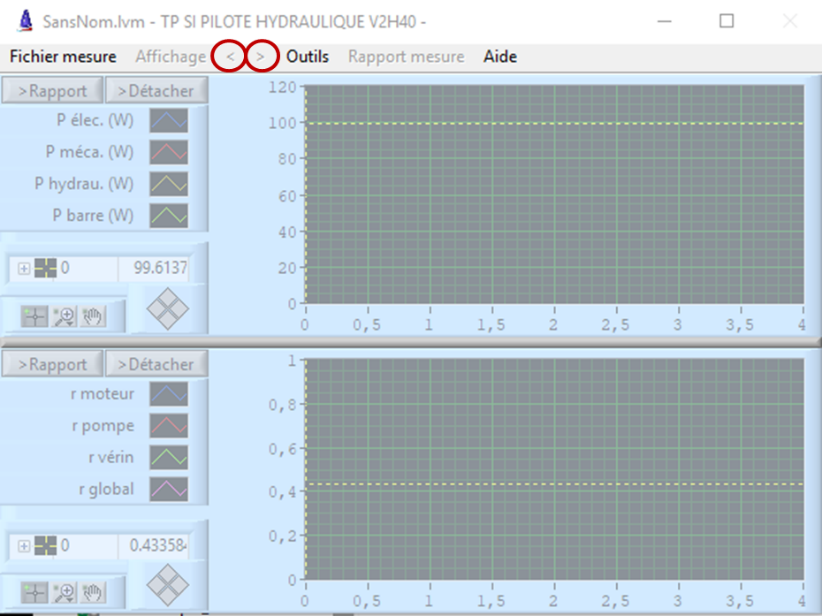 SansNom.lvm - TP SI PILOTE HYDRAULIQUE V2H40 -
Fichier mesure Affichage < > Outils Rapport mesure Aide
>Rapport >Détacher
P élec. (W)
P méca. (W)
P hydrau. (W)
P barre (W)
0 99.6137
120
100
80
60
40
20
0
0 0,5 1 1,5 2 2,5 3 3,5 4
>Rapport >Détacher
r moteur
r pompe
r vérin
r global
0 0.43358
1
0,8
0,6
0,4
0,2
0
0 0,5 1 1,5 2 2,5 3 3,5 4